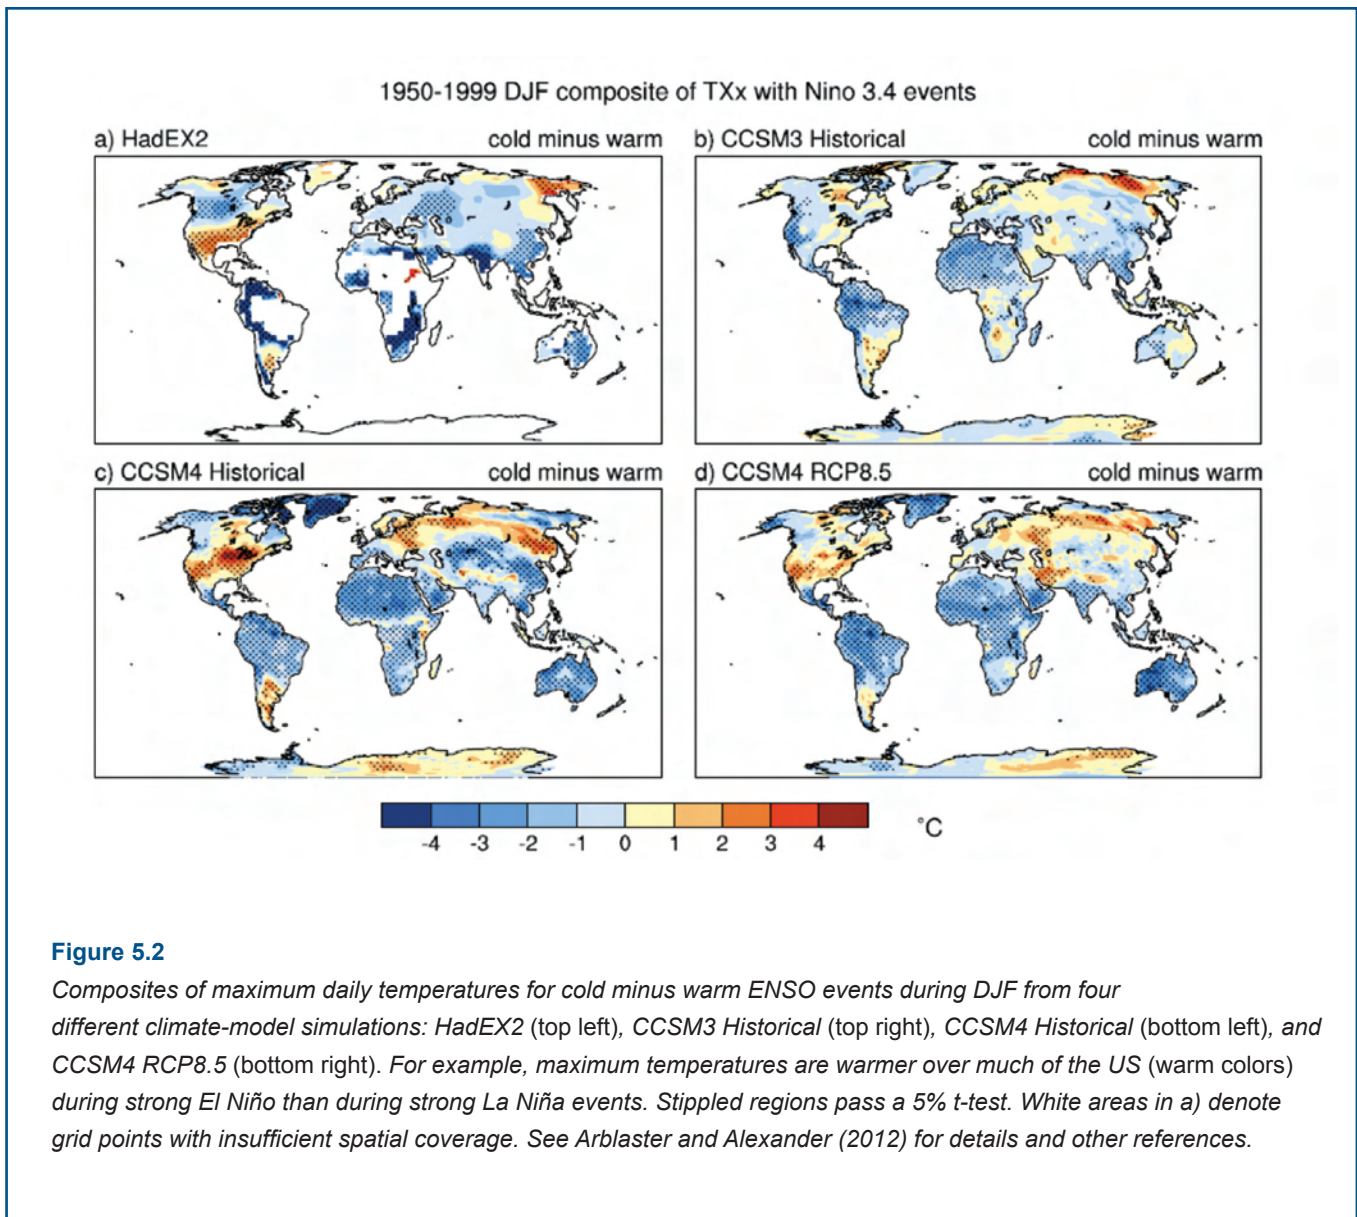 1950-1999 DJF composite of TXx with Nino 3.4 events
a) HadEX2 cold minus warm
b) CCSM3 Historical cold minus warm
c) CCSM4 Historical cold minus warm
d) CCSM4 RCP8.5 cold minus warm
-4 -3 -2 -1 0 1 2 3 4 °C
Figure 5.2
Composites of maximum daily temperatures for cold minus warm ENSO events during DJF from four
different climate-model simulations: HadEX2 (top left), CCSM3 Historical (top right), CCSM4 Historical (bottom left), and
CCSM4 RCP8.5 (bottom right). For example, maximum temperatures are warmer over much of the US (warm colors)
during strong El Niño than during strong La Niña events. Stippled regions pass a 5% t-test. White areas in a) denote
grid points with insufficient spatial coverage. See Arblaster and Alexander (2012) for details and other references.